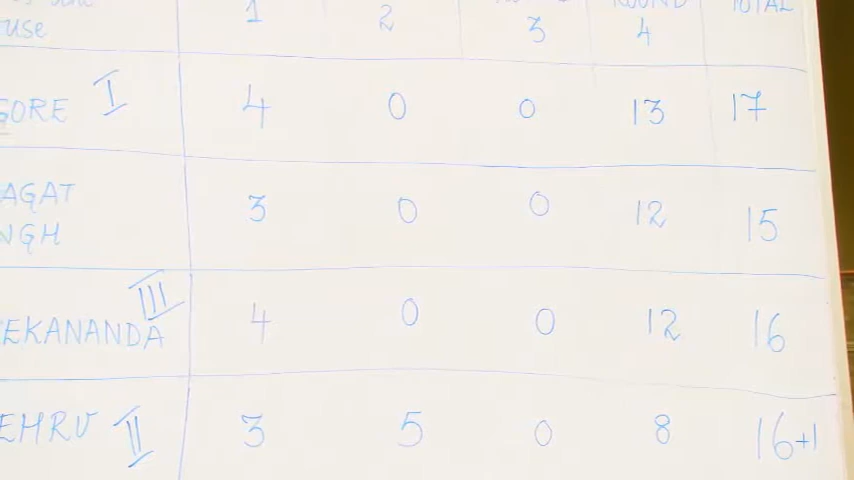 1 2 3 4 TOTAL
USE
GORE I 4 0 0 13 17
AGAT
NGH 3 0 0 12 15
EKANANDA III 4 0 0 12 16
EHRU II 3 5 0 8 16+1